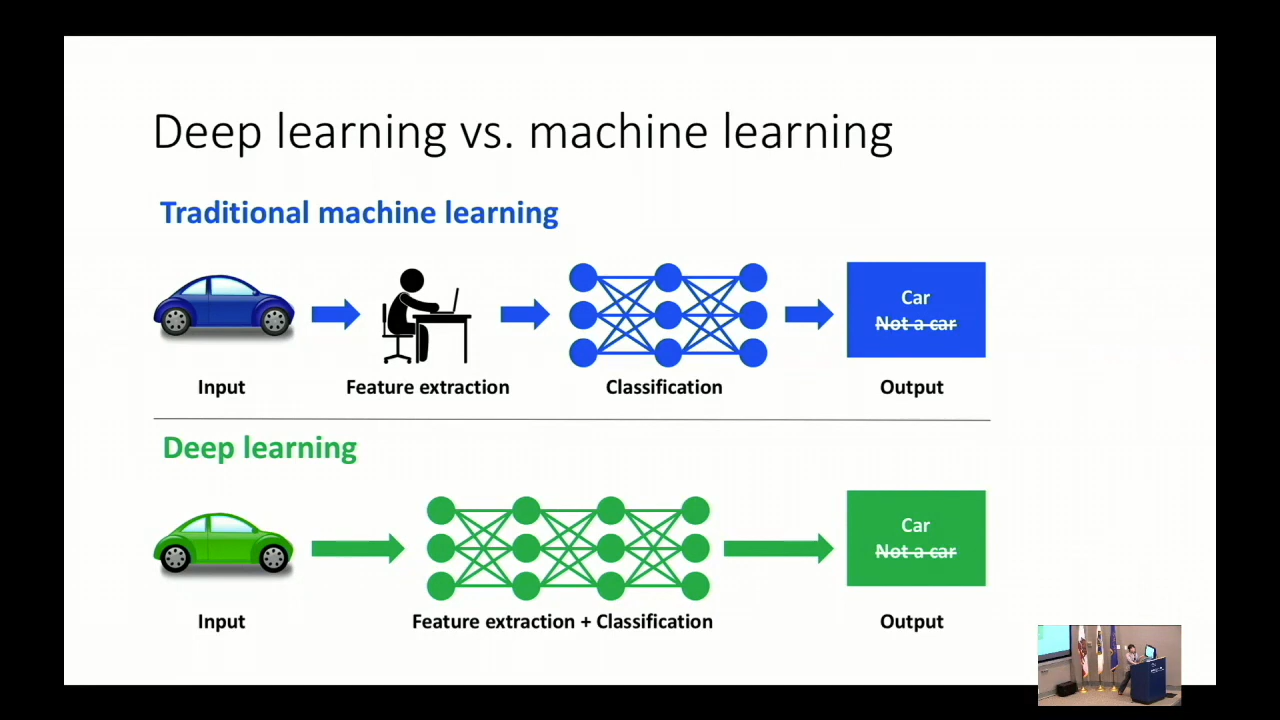 Deep learning vs. machine learning
Traditional machine learning
Car
Not a car
Input
Feature extraction
Classification
Output
Deep learning
Car
Not a car
Input
Feature extraction + Classification
Output